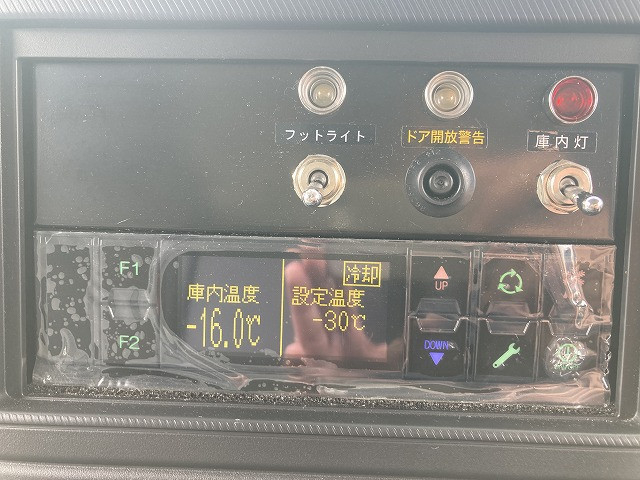 フットライト
ドア開放警告
庫内灯
F1
F2
庫内温度
-16.0℃
冷却
設定温度
-30℃
UP
DOWN